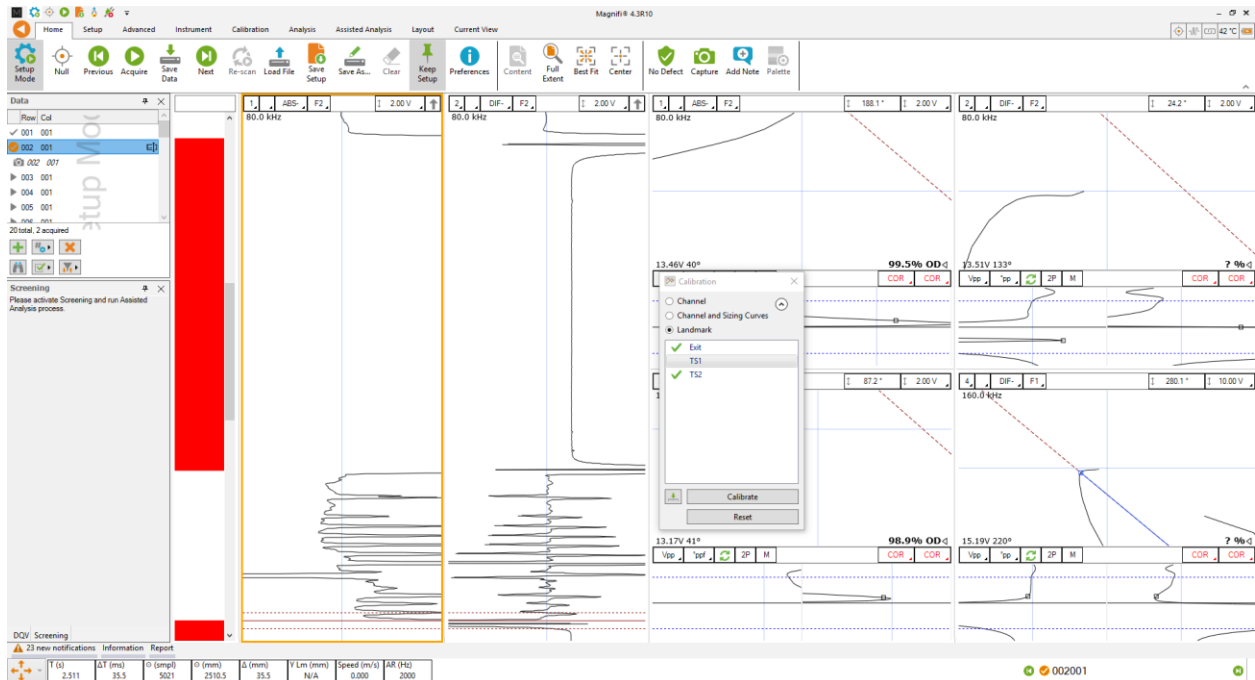 Magnifi® 4.3R10
Home Setup Advanced Instrument Calibration Analysis Assisted Analysis Layout Current View
42 °C
Setup Mode Null Previous Acquire Save Data Next Re-scan Load File Save Setup Save As... Clear Keep Setup Preferences Content Full Extent Best Fit Center No Defect Capture Add Note Palette
Data
Row Col
001 001
002 001
002 001
003 001
004 001
005 001
20 total, 2 acquired
Screening
Please activate Screening and run Assisted
Analysis process.
DQV Screening
1 ABS- F2 2.00 V
80.0 kHz
2 DIF- F2 2.00 V
80.0 kHz
1 ABS- F2 188.1 ° 2.00 V
80.0 kHz
13.46V 40° 99.5% OD
COR COR
2 DIF- F2 24.2 ° 2.00 V
80.0 kHz
13.51V 133° ? %
Vpp °pp 2P M COR COR
Calibration
Channel
Channel and Sizing Curves
Landmark
Exit
TS1
TS2
Calibrate
Reset
87.2 ° 2.00 V
13.17V 41° 98.9% OD
Vpp °ppf 2P M COR COR
4 DIF- F1 280.1 ° 10.00 V
160.0 kHz
15.19V 220° ? %
Vpp °pp 2P M COR COR
23 new notifications Information Report
T (s) 2.511
ΔT (ms) 35.5
(smpl) 5021
(mm) 2510.5
Δ (mm) 35.5
Y Lm (mm) N/A
Speed (m/s) 0.000
AR (Hz) 2000
002001